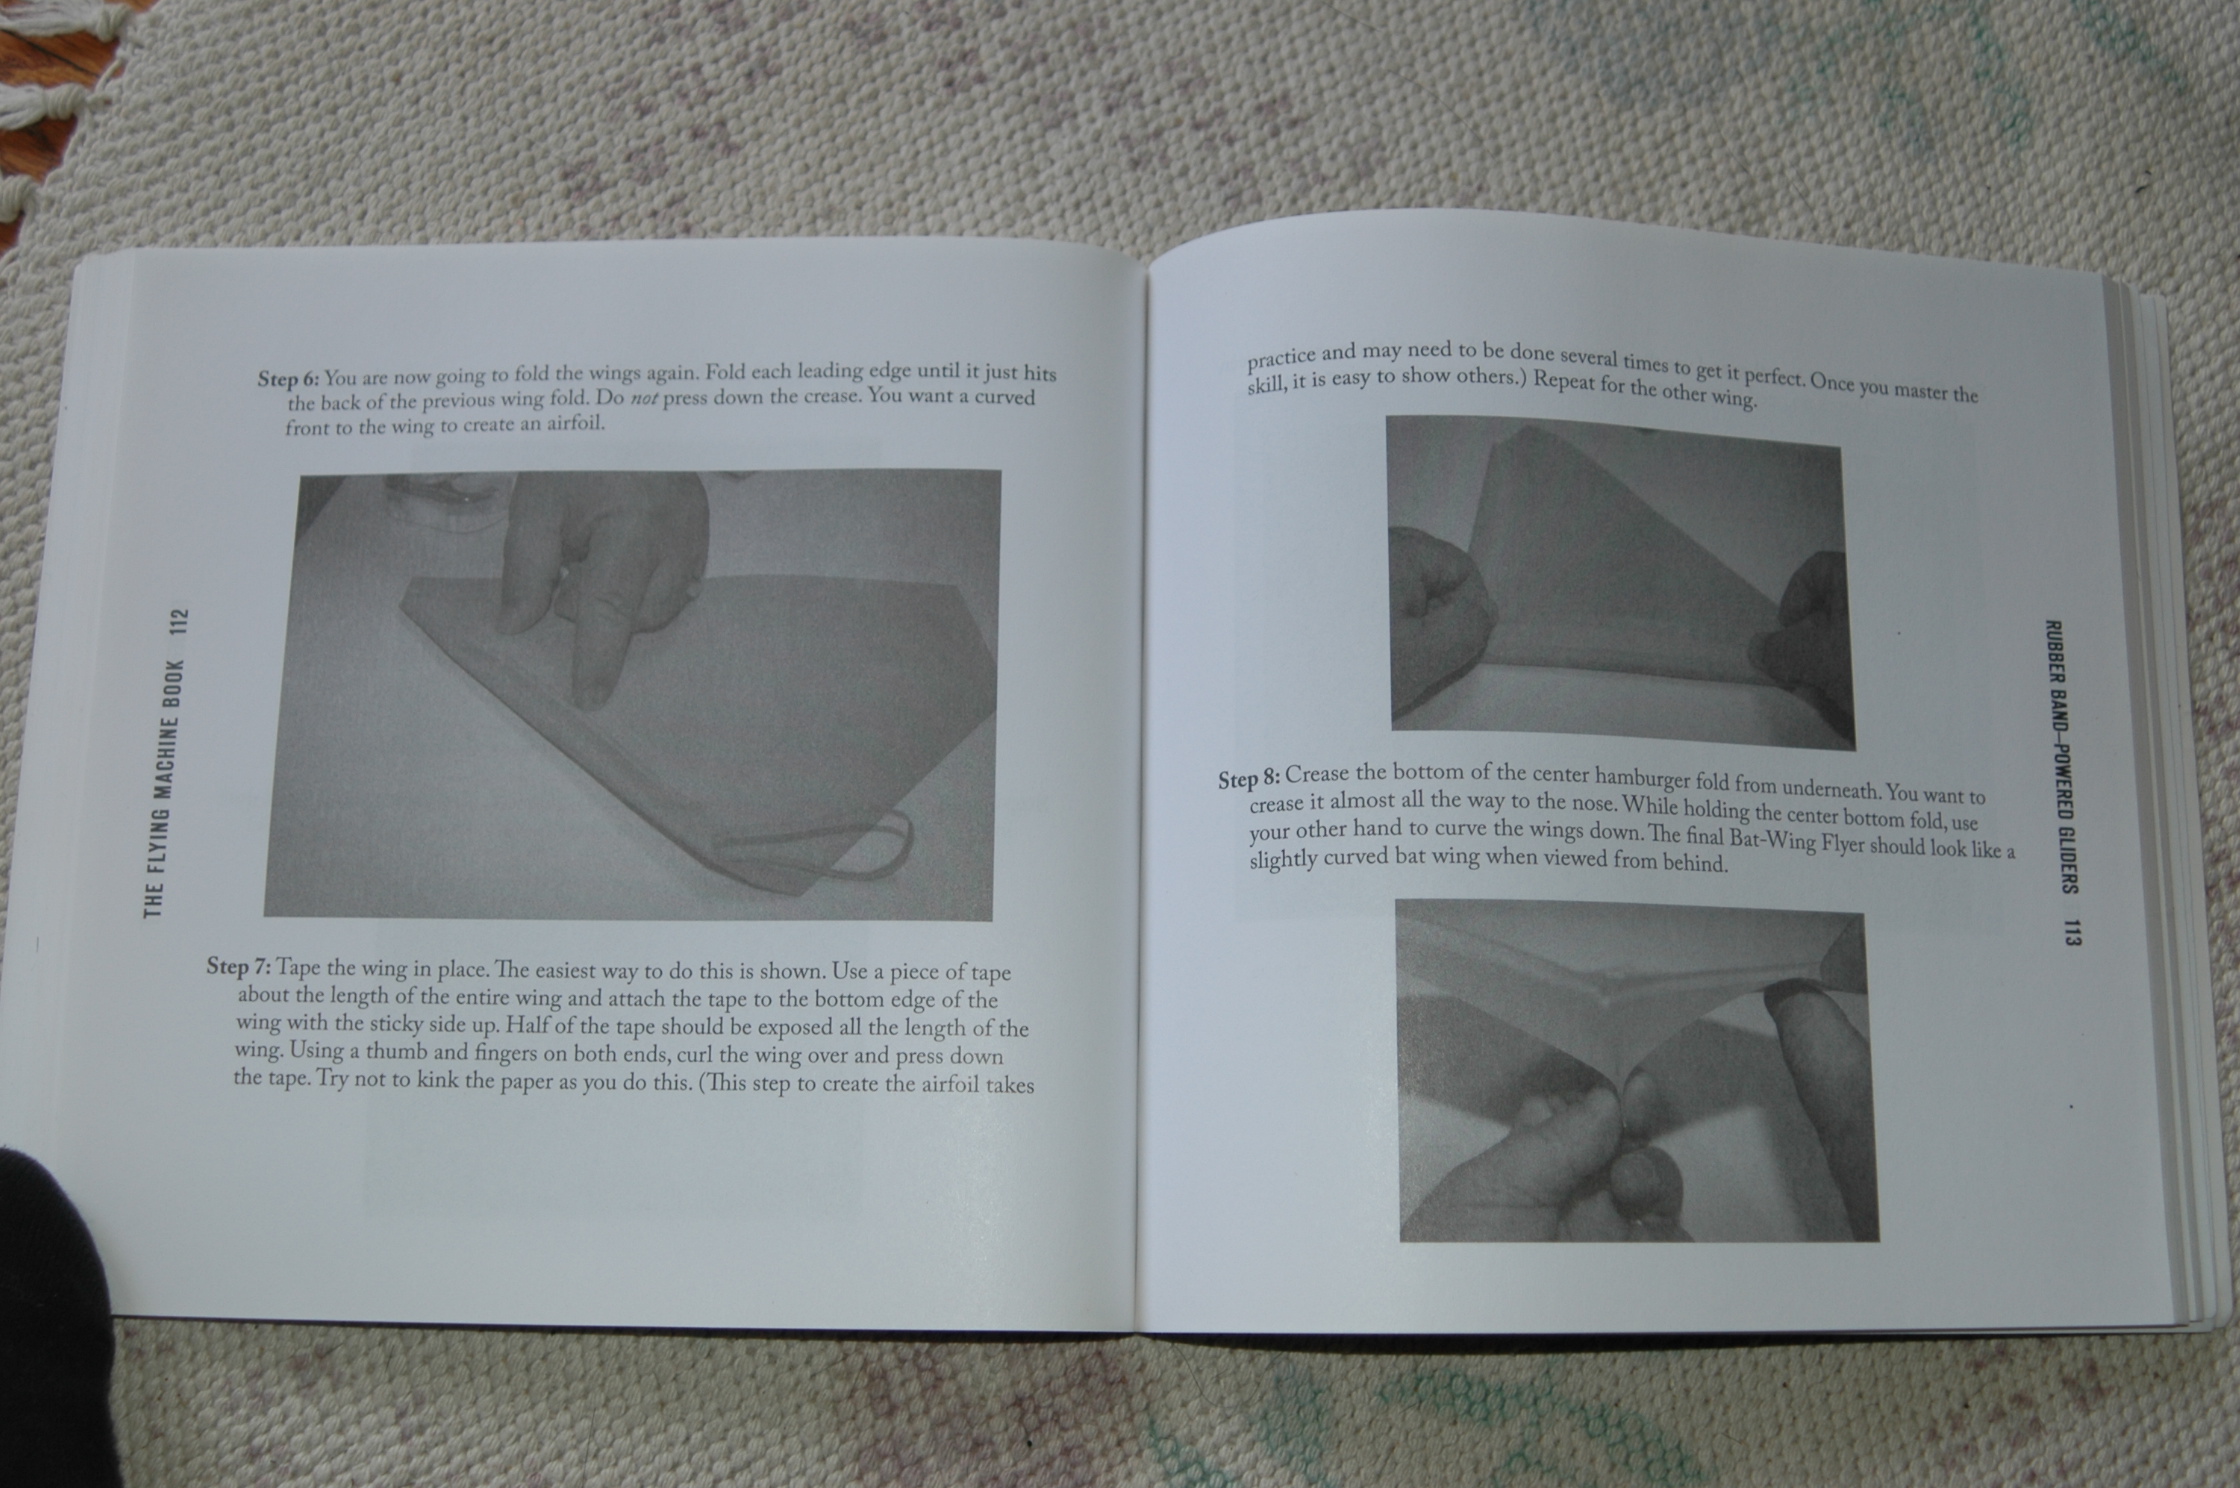 THE FLYING MACHINE BOOK 112
Step 6: You are now going to fold the wings again. Fold each leading edge until it just hits
the back of the previous wing fold. Do not press down the crease. You want a curved
front to the wing to create an airfoil.
Step 7: Tape the wing in place. The easiest way to do this is shown. Use a piece of tape
about the length of the entire wing and attach the tape to the bottom edge of the
wing with the sticky side up. Half of the tape should be exposed all the length of the
wing. Using a thumb and fingers on both ends, curl the wing over and press down
the tape. Try not to kink the paper as you do this. (This step to create the airfoil takes
practice and may need to be done several times to get it perfect. Once you master the
skill, it is easy to show others.) Repeat for the other wing.
Step 8: Crease the bottom of the center hamburger fold from underneath. You want to
crease it almost all the way to the nose. While holding the center bottom fold, use
your other hand to curve the wings down. The final Bat-Wing Flyer should look like a
slightly curved bat wing when viewed from behind.
RUBBER BAND–POWERED GLIDERS 113